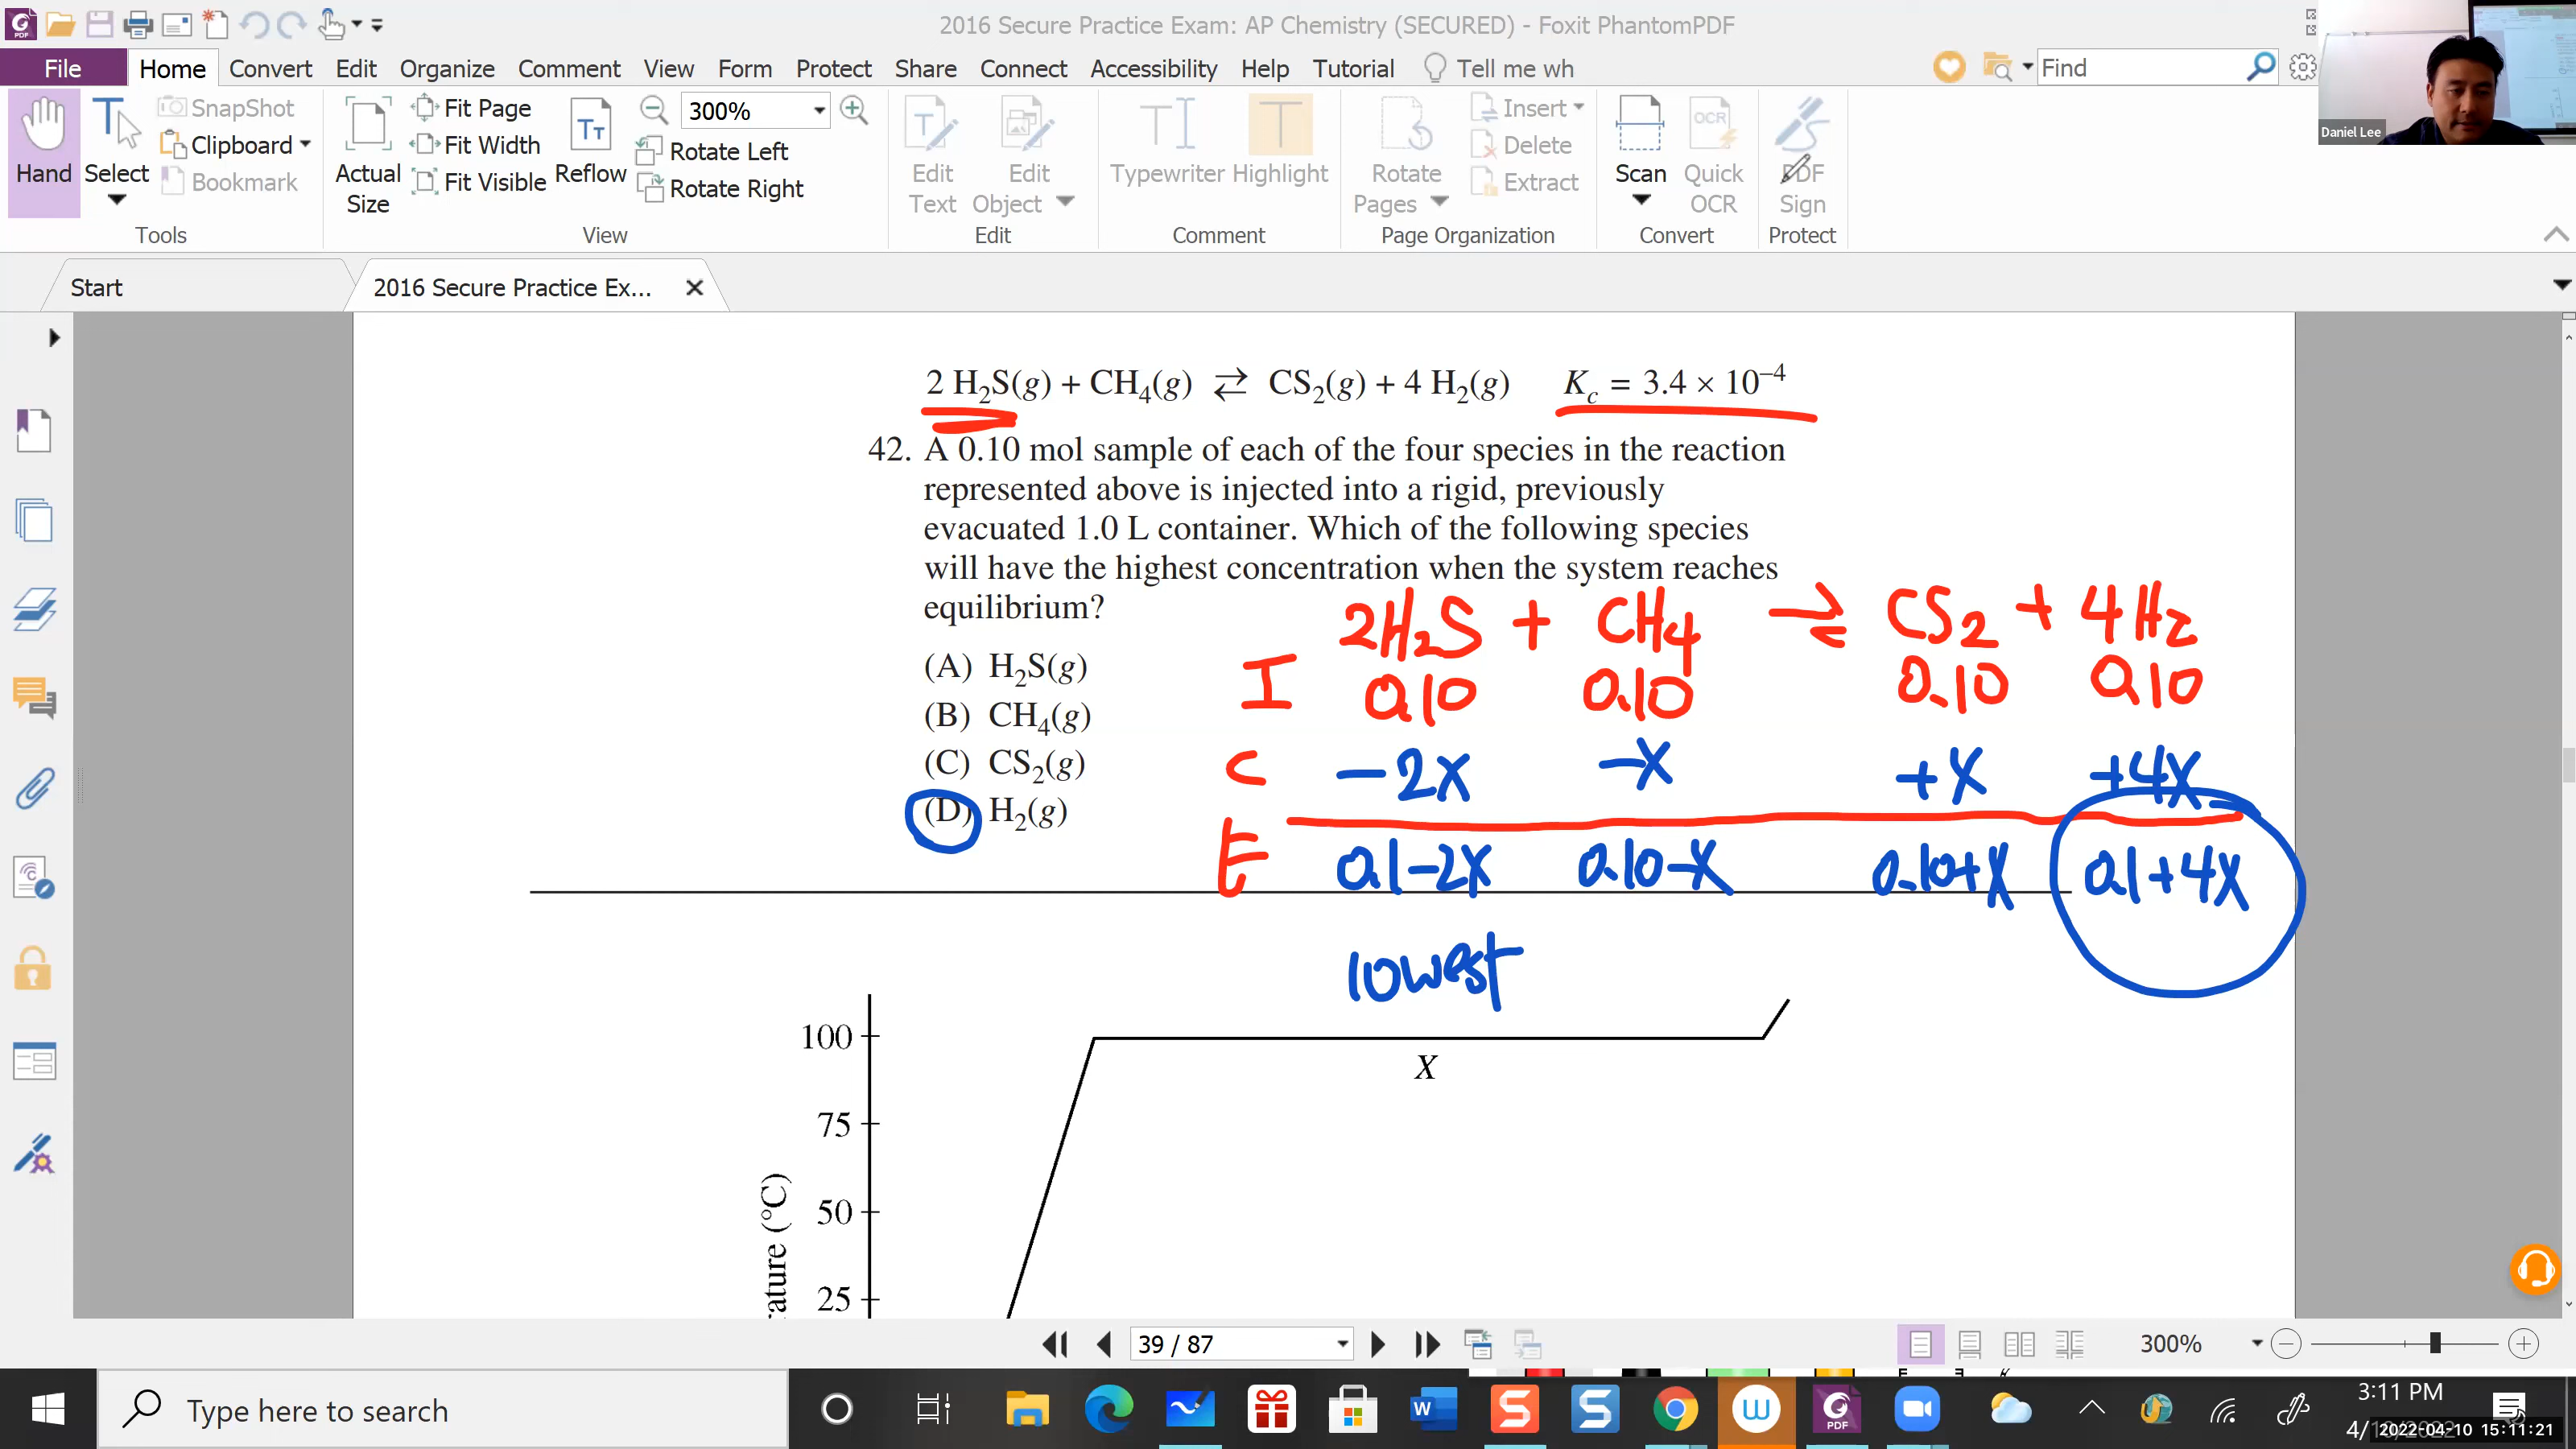 2016 Secure Practice Exam: AP Chemistry (SECURED) - Foxit PhantomPDF
File Home Convert Edit Organize Comment View Form Protect Share Connect Accessibility Help Tutorial Tell me wh Find
Daniel Lee
Hand
Select
SnapShot
Clipboard
Bookmark
Tools
Actual Size
Fit Page
Fit Width
Fit Visible
Reflow
300%
Rotate Left
Rotate Right
View
Edit Text
Edit Object
Edit
Typewriter
Highlight
Comment
Rotate Pages
Insert
Delete
Extract
Page Organization
Scan
Quick OCR
Convert
PDF Sign
Protect
Start
2016 Secure Practice Ex...
2 H₂S(g) + CH₄(g) ⇄ CS₂(g) + 4 H₂(g) K_c = 3.4 × 10⁻⁴
42. A 0.10 mol sample of each of the four species in the reaction
represented above is injected into a rigid, previously
evacuated 1.0 L container. Which of the following species
will have the highest concentration when the system reaches
equilibrium?
(A) H₂S(g)
(B) CH₄(g)
(C) CS₂(g)
(D) H₂(g)
2H₂S + CH₄ ⇌ CS₂ + 4H₂
I 0.10 0.10 0.10 0.10
C -2x -x +x +4x
E 0.1-2x 0.10-x 0.10+x 0.1+4x
lowest
100
75
50
25
X
rature (°C)
39 / 87
300%
Type here to search
3:11 PM
2022-04-10 15:11:21